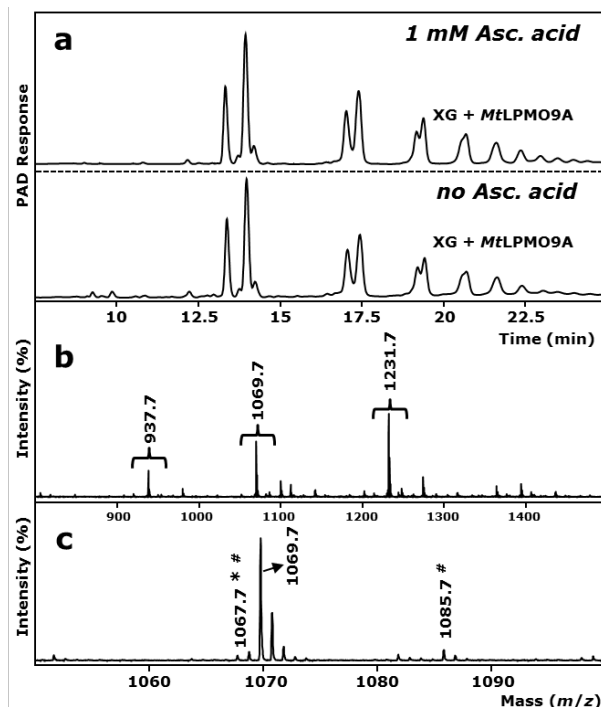 a
1 mM Asc. acid
XG + MtLPMO9A
PAD Response
no Asc. acid
XG + MtLPMO9A
10 12.5 15 17.5 20 22.5
Time (min)
b
Intensity (%)
937.7
1069.7
1231.7
900 1000 1100 1200 1300 1400
c
Intensity (%)
1067.7 * #
1069.7
1085.7 #
1060 1070 1080 1090
Mass (m/z)